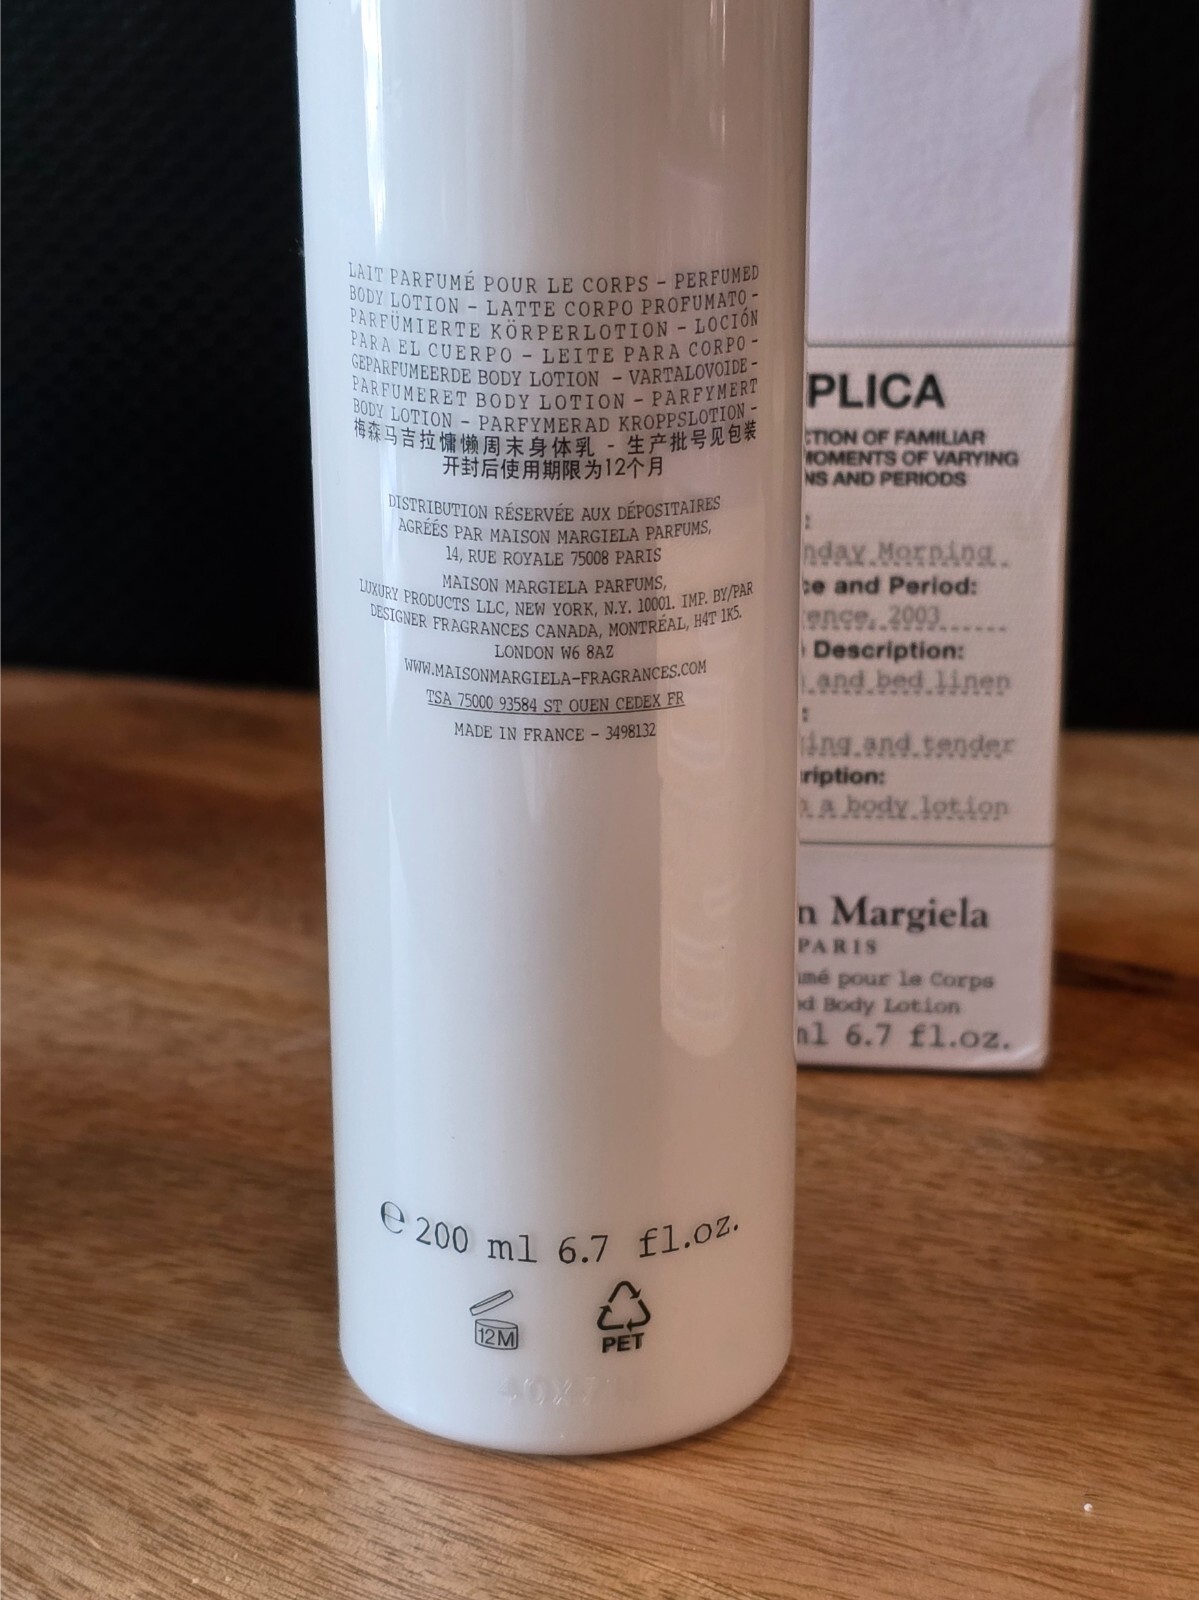 LAIT PARFUMÉ POUR LE CORPS - PERFUMED
BODY LOTION - LATTE CORPO PROFUMATO -
PARFÜMIERTE KÖRPERLOTION - LOCIÓN
PARA EL CUERPO - LEITE PARA CORPO -
GEPARFUMEERDE BODY LOTION - VARTALOVOIDE -
PARFUMERET BODY LOTION - PARFYMERT
BODY LOTION - PARFYMERAD KROPPSLOTION -
梅森马吉拉慵懒周末身体乳 - 生产批号见包装
开封后使用期限为12个月
DISTRIBUTION RÉSERVÉE AUX DÉPOSITAIRES
AGRÉÉS PAR MAISON MARGIELA PARFUMS,
14, RUE ROYALE 75008 PARIS
MAISON MARGIELA PARFUMS,
LUXURY PRODUCTS LLC, NEW YORK, N.Y. 10001. IMP. BY/PAR
DESIGNER FRAGRANCES CANADA, MONTRÉAL, H4T 1K5.
LONDON W6 8AZ
WWW.MAISONMARGIELA-FRAGRANCES.COM
TSA 75000 93584 ST OUEN CEDEX FR
MADE IN FRANCE - 3498132
℮ 200 ml 6.7 fl.oz.
12M
PET
PLICA
CTION OF FAMILIAR
MOMENTS OF VARYING
NS AND PERIODS
:
nday Morning
ce and Period:
rence, 2003
Description:
and bed linen
:
ing and tender
ription:
a body lotion
n Margiela
PARIS
mé pour le Corps
d Body Lotion
ml 6.7 fl.oz.